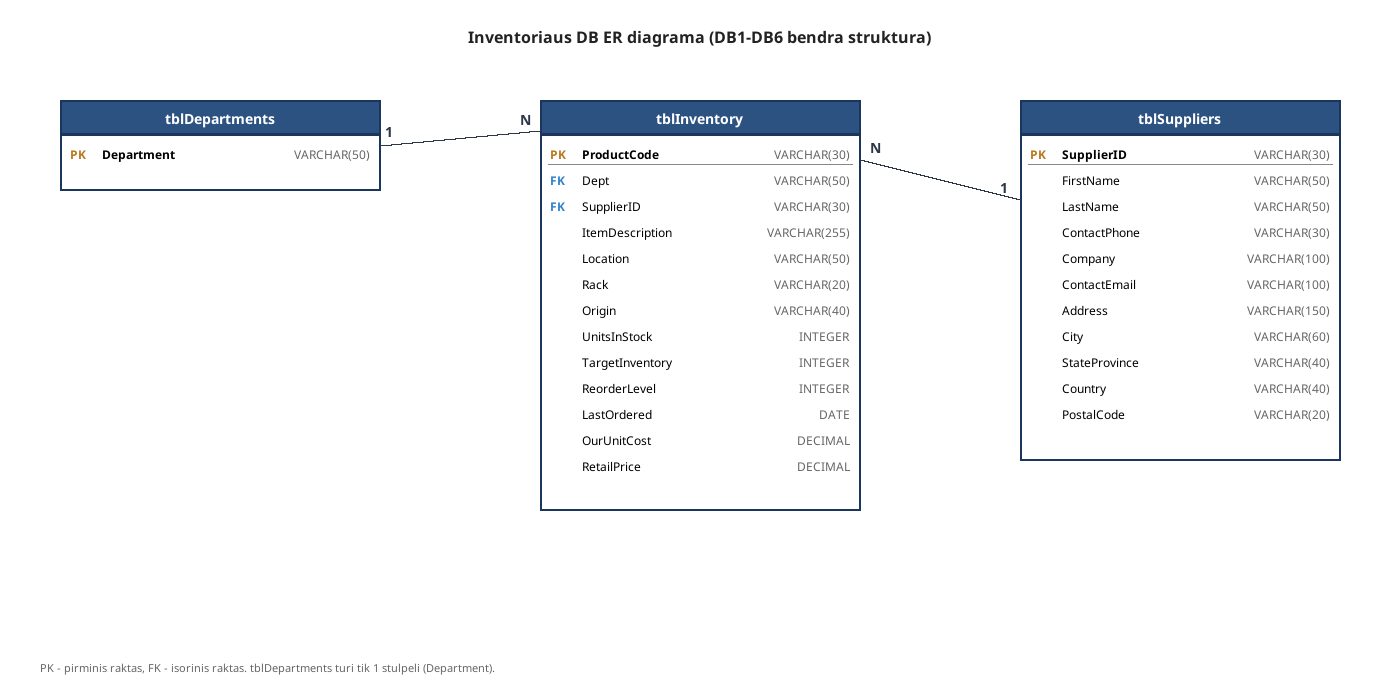 Inventoriaus DB ER diagrama (DB1-DB6 bendra struktura)
tblDepartments
PK Department VARCHAR(50)
1
N
tblInventory
PK ProductCode VARCHAR(30)
FK Dept VARCHAR(50)
FK SupplierID VARCHAR(30)
ItemDescription VARCHAR(255)
Location VARCHAR(50)
Rack VARCHAR(20)
Origin VARCHAR(40)
UnitsInStock INTEGER
TargetInventory INTEGER
ReorderLevel INTEGER
LastOrdered DATE
OurUnitCost DECIMAL
RetailPrice DECIMAL
N
1
tblSuppliers
PK SupplierID VARCHAR(30)
FirstName VARCHAR(50)
LastName VARCHAR(50)
ContactPhone VARCHAR(30)
Company VARCHAR(100)
ContactEmail VARCHAR(100)
Address VARCHAR(150)
City VARCHAR(60)
StateProvince VARCHAR(40)
Country VARCHAR(40)
PostalCode VARCHAR(20)
PK - pirminis raktas, FK - isorinis raktas. tblDepartments turi tik 1 stulpeli (Department).